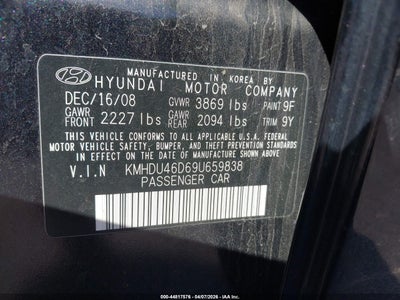 MANUFACTURED IN KOREA BY
HYUNDAI MOTOR COMPANY
DEC/16/08 GVWR 3869 lbs PAINT 9F
GAWR FRONT 2227 lbs GAWR REAR 2094 lbs TRIM 9Y
THIS VEHICLE CONFORMS TO ALL APPLICABLE U.S.A. FEDERAL
MOTOR VEHICLE SAFETY, BUMPER, AND THEFT PREVENTION
STANDARDS IN EFFECT ON THE DATE OF MANUFACTURE SHOWN ABOVE.
V.I.N KMHDU46D69U659838
PASSENGER CAR
000-44817576 - 04/07/2026 - IAAI.COM